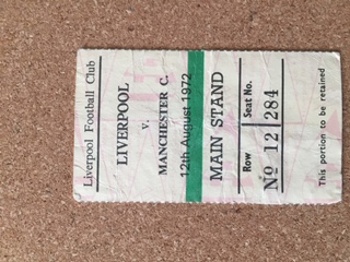 Liverpool Football Club
LIVERPOOL
v.
MANCHESTER C.
12th August 1972
MAIN STAND
Row Seat No.
No 12 284
This portion to be retained